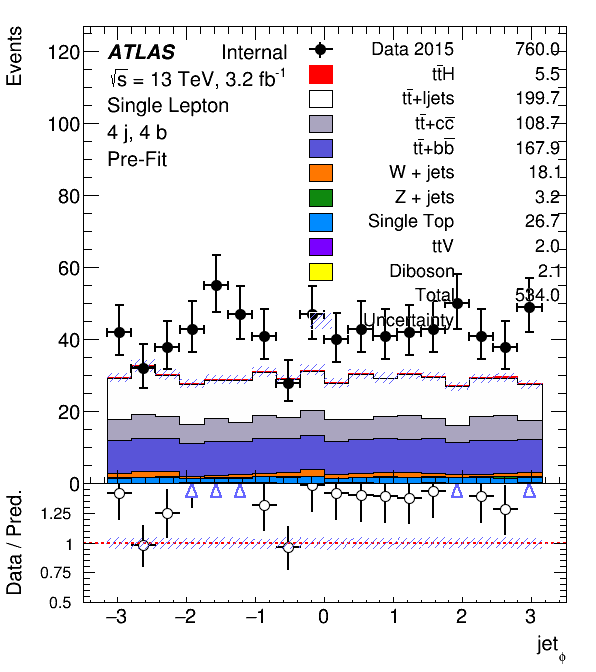 Events
120
100
80
60
40
20
0
ATLAS Internal
√s = 13 TeV, 3.2 fb⁻¹
Single Lepton
4 j, 4 b
Pre-Fit
Data 2015 760.0
tt̄H 5.5
tt̄+ljets 199.7
tt̄+cc̄ 108.7
tt̄+bb̄ 167.9
W + jets 18.1
Z + jets 3.2
Single Top 26.7
ttV 2.0
Diboson 2.1
Total 534.0
Uncertainty
Data / Pred.
1.25
1
0.75
0.5
−3 −2 −1 0 1 2 3
jet_ϕ